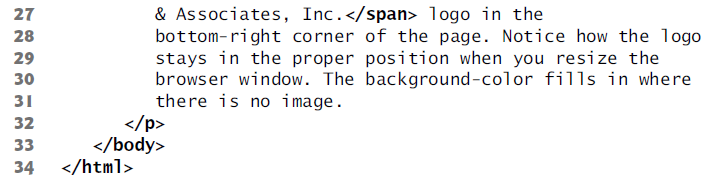 27 & Associates, Inc.</span> logo in the
28 bottom-right corner of the page. Notice how the logo
29 stays in the proper position when you resize the
30 browser window. The background-color fills in where
31 there is no image.
32 </p>
33 </body>
34 </html>